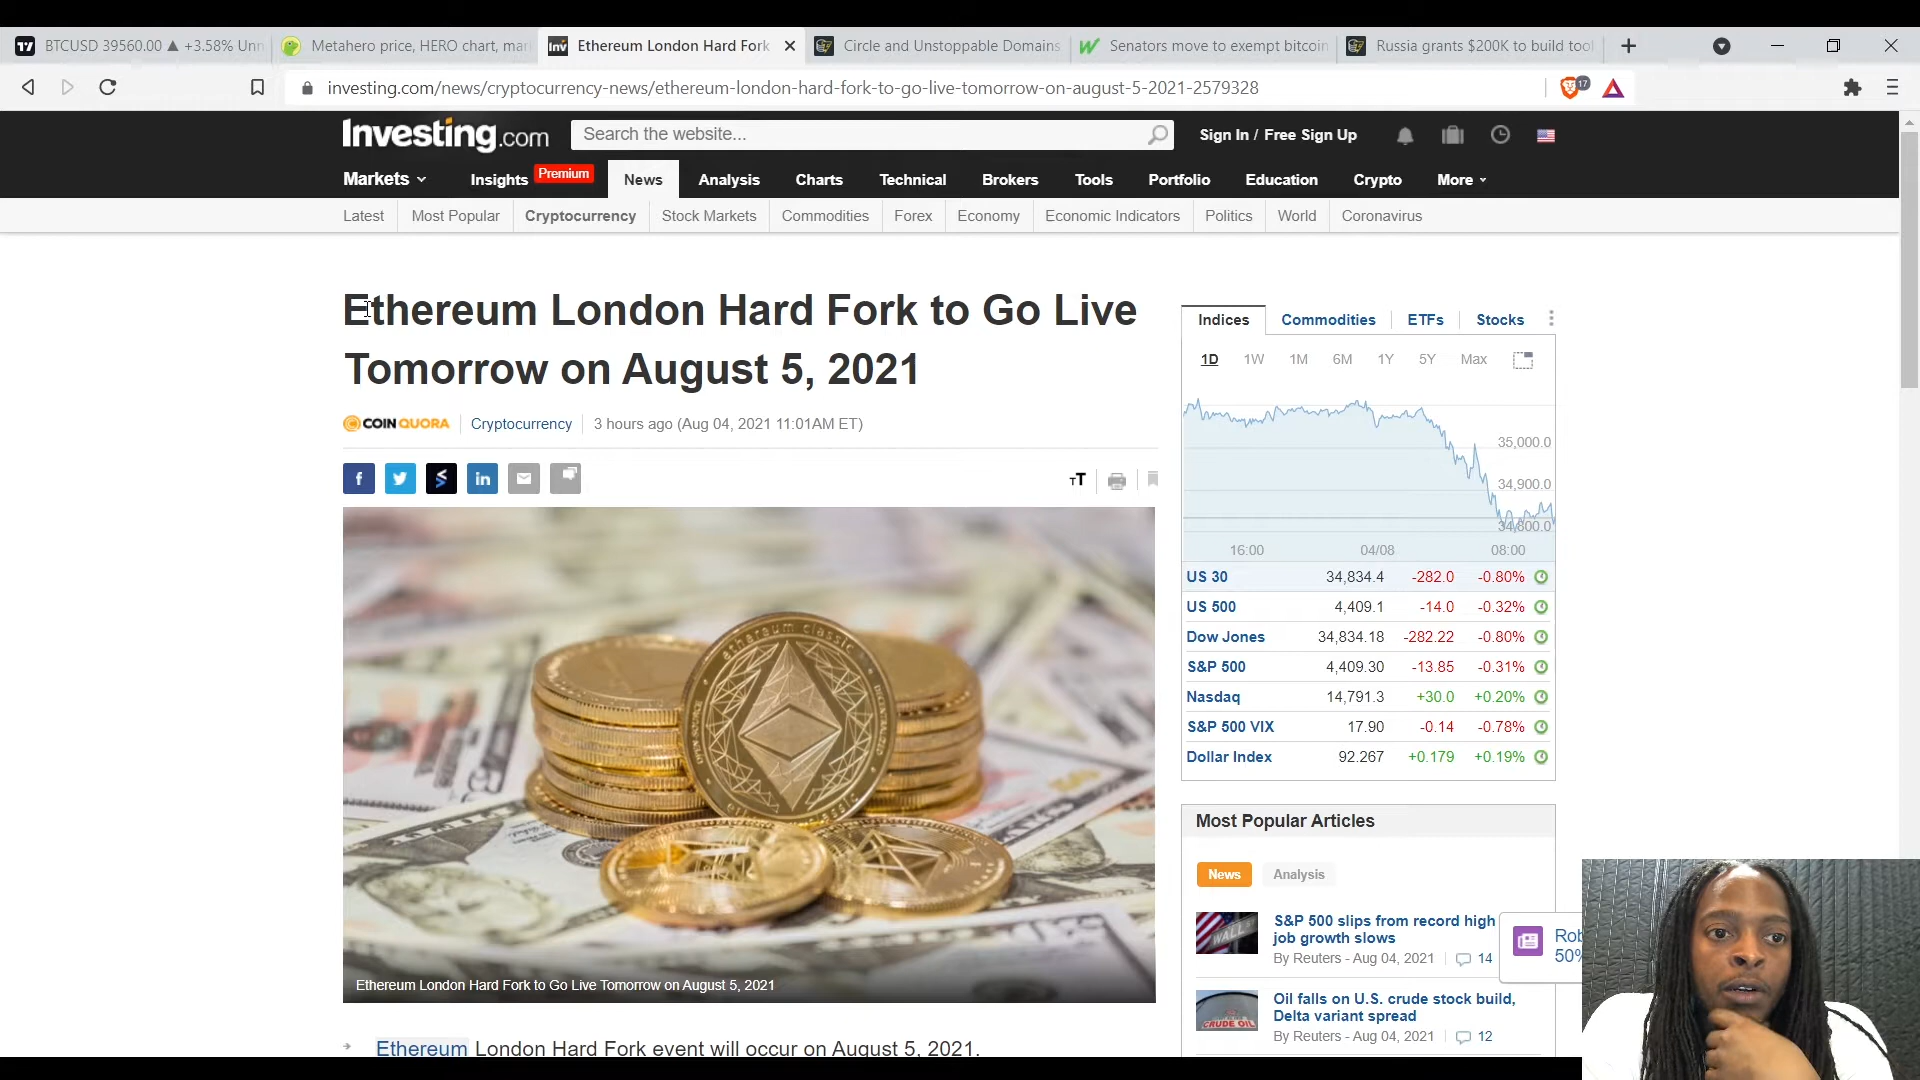 BTCUSD 39560.00 ▲ +3.58% Unn
Metahero price, HERO chart, mar
Ethereum London Hard Fork
Circle and Unstoppable Domains
Senators move to exempt bitcoin
Russia grants $200K to build tool
investing.com/news/cryptocurrency-news/ethereum-london-hard-fork-to-go-live-tomorrow-on-august-5-2021-2579328
17
Investing.com
Search the website...
Sign In / Free Sign Up
Markets
Insights Premium
News
Analysis
Charts
Technical
Brokers
Tools
Portfolio
Education
Crypto
More
Latest
Most Popular
Cryptocurrency
Stock Markets
Commodities
Forex
Economy
Economic Indicators
Politics
World
Coronavirus
Ethereum London Hard Fork to Go Live
Tomorrow on August 5, 2021
COINQUORA
Cryptocurrency
3 hours ago (Aug 04, 2021 11:01AM ET)
Indices
Commodities
ETFs
Stocks
1D 1W 1M 6M 1Y 5Y Max
35,000.0
34,900.0
34,800.0
16:00 04/08 08:00
US 30 34,834.4 -282.0 -0.80%
US 500 4,409.1 -14.0 -0.32%
Dow Jones 34,834.18 -282.22 -0.80%
S&P 500 4,409.30 -13.85 -0.31%
Nasdaq 14,791.3 +30.0 +0.20%
S&P 500 VIX 17.90 -0.14 -0.78%
Dollar Index 92.267 +0.179 +0.19%
ethereum classic
Ethereum London Hard Fork to Go Live Tomorrow on August 5, 2021
Ethereum London Hard Fork event will occur on August 5, 2021.
Most Popular Articles
News
Analysis
S&P 500 slips from record high
job growth slows
By Reuters - Aug 04, 2021 14
WALL
Rob
50%
Oil falls on U.S. crude stock build,
Delta variant spread
By Reuters - Aug 04, 2021 12
CRUDE OIL